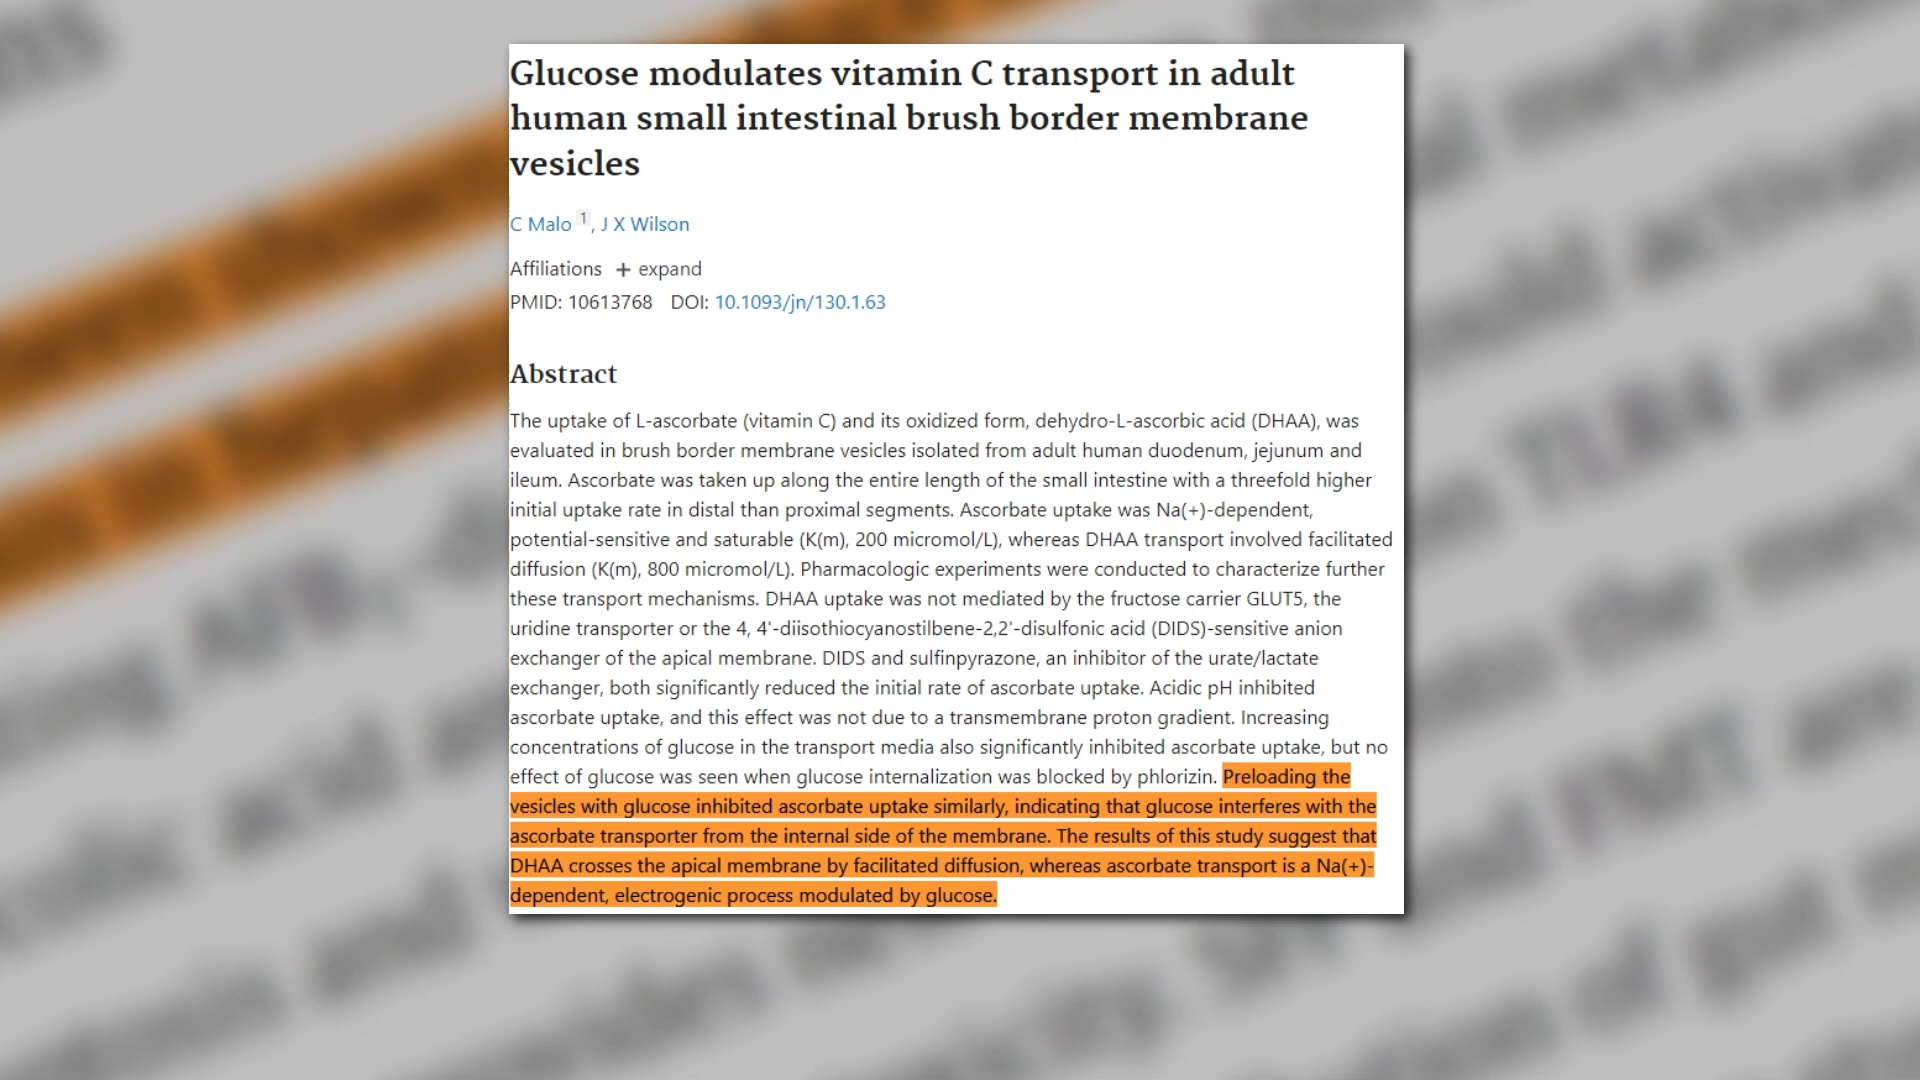 Glucose modulates vitamin C transport in adult
human small intestinal brush border membrane
vesicles
C Malo 1, J X Wilson
Affiliations + expand
PMID: 10613768 DOI: 10.1093/jn/130.1.63
Abstract
The uptake of L-ascorbate (vitamin C) and its oxidized form, dehydro-L-ascorbic acid (DHAA), was
evaluated in brush border membrane vesicles isolated from adult human duodenum, jejunum and
ileum. Ascorbate was taken up along the entire length of the small intestine with a threefold higher
initial uptake rate in distal than proximal segments. Ascorbate uptake was Na(+)-dependent,
potential-sensitive and saturable (K(m), 200 micromol/L), whereas DHAA transport involved facilitated
diffusion (K(m), 800 micromol/L). Pharmacologic experiments were conducted to characterize further
these transport mechanisms. DHAA uptake was not mediated by the fructose carrier GLUT5, the
uridine transporter or the 4, 4'-diisothiocyanostilbene-2,2'-disulfonic acid (DIDS)-sensitive anion
exchanger of the apical membrane. DIDS and sulfinpyrazone, an inhibitor of the urate/lactate
exchanger, both significantly reduced the initial rate of ascorbate uptake. Acidic pH inhibited
ascorbate uptake, and this effect was not due to a transmembrane proton gradient. Increasing
concentrations of glucose in the transport media also significantly inhibited ascorbate uptake, but no
effect of glucose was seen when glucose internalization was blocked by phlorizin. Preloading the
vesicles with glucose inhibited ascorbate uptake similarly, indicating that glucose interferes with the
ascorbate transporter from the internal side of the membrane. The results of this study suggest that
DHAA crosses the apical membrane by facilitated diffusion, whereas ascorbate transport is a Na(+)-
dependent, electrogenic process modulated by glucose.